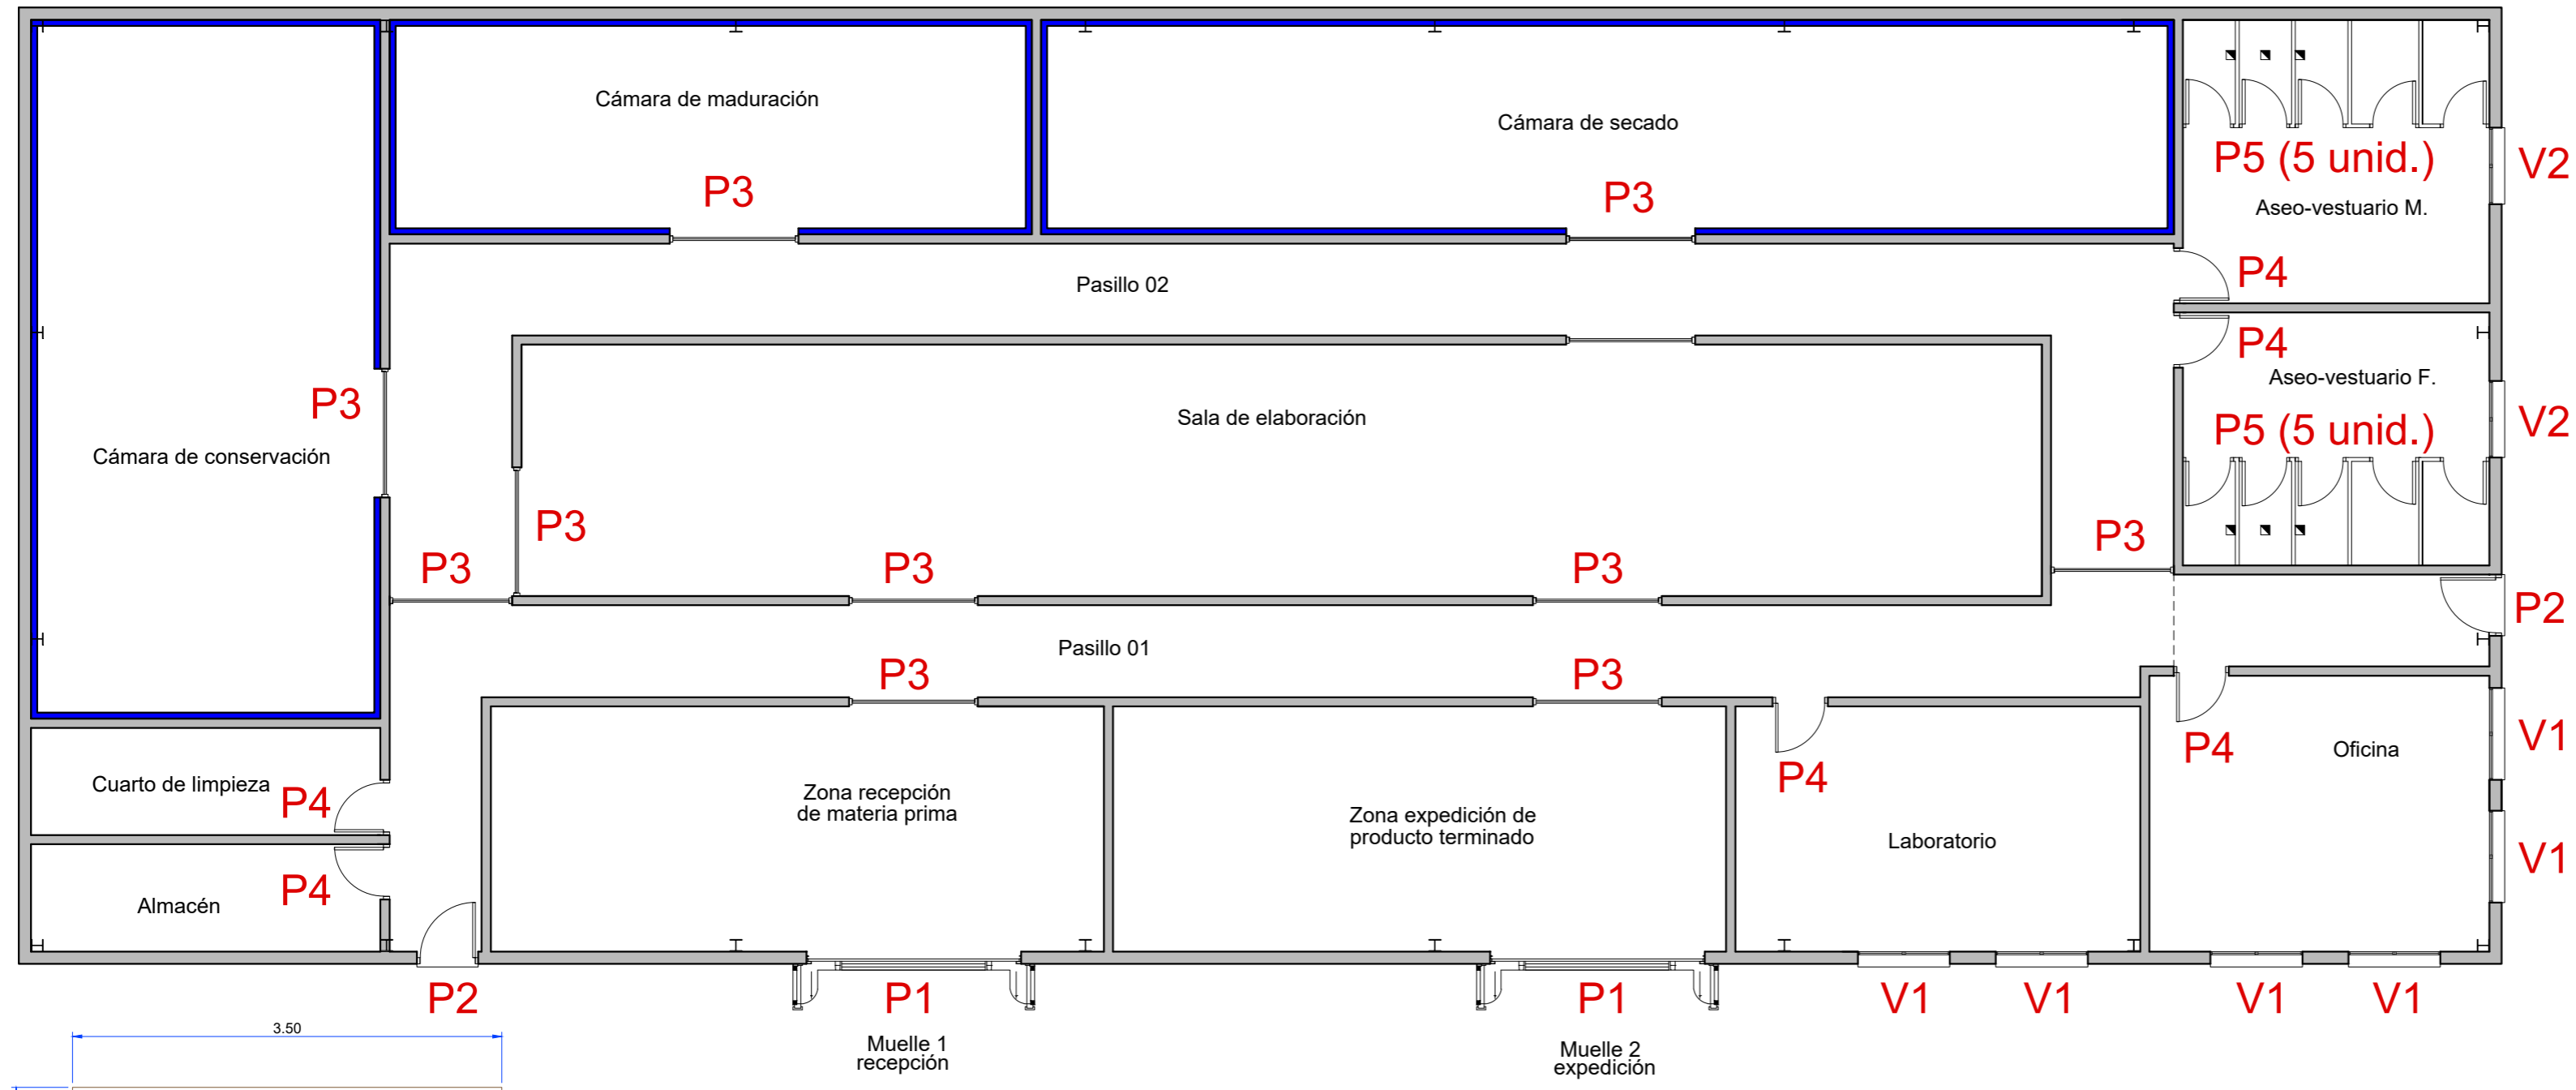 Cámara de maduración
Cámara de secado
P3
P3
P5 (5 unid.)
V2
Aseo-vestuario M.
P4
Pasillo 02
P4
Aseo-vestuario F.
P3
Sala de elaboración
P5 (5 unid.)
V2
Cámara de conservación
P3
P3
P3
P3
P3
P2
Pasillo 01
P3
P3
P4
Oficina
V1
Cuarto de limpieza
P4
Zona recepción
de materia prima
Zona expedición de
producto terminado
P4
Laboratorio
V1
P4
Almacén
P2
P1
P1
V1
V1
V1
V1
3.50
Muelle 1
recepción
Muelle 2
expedición